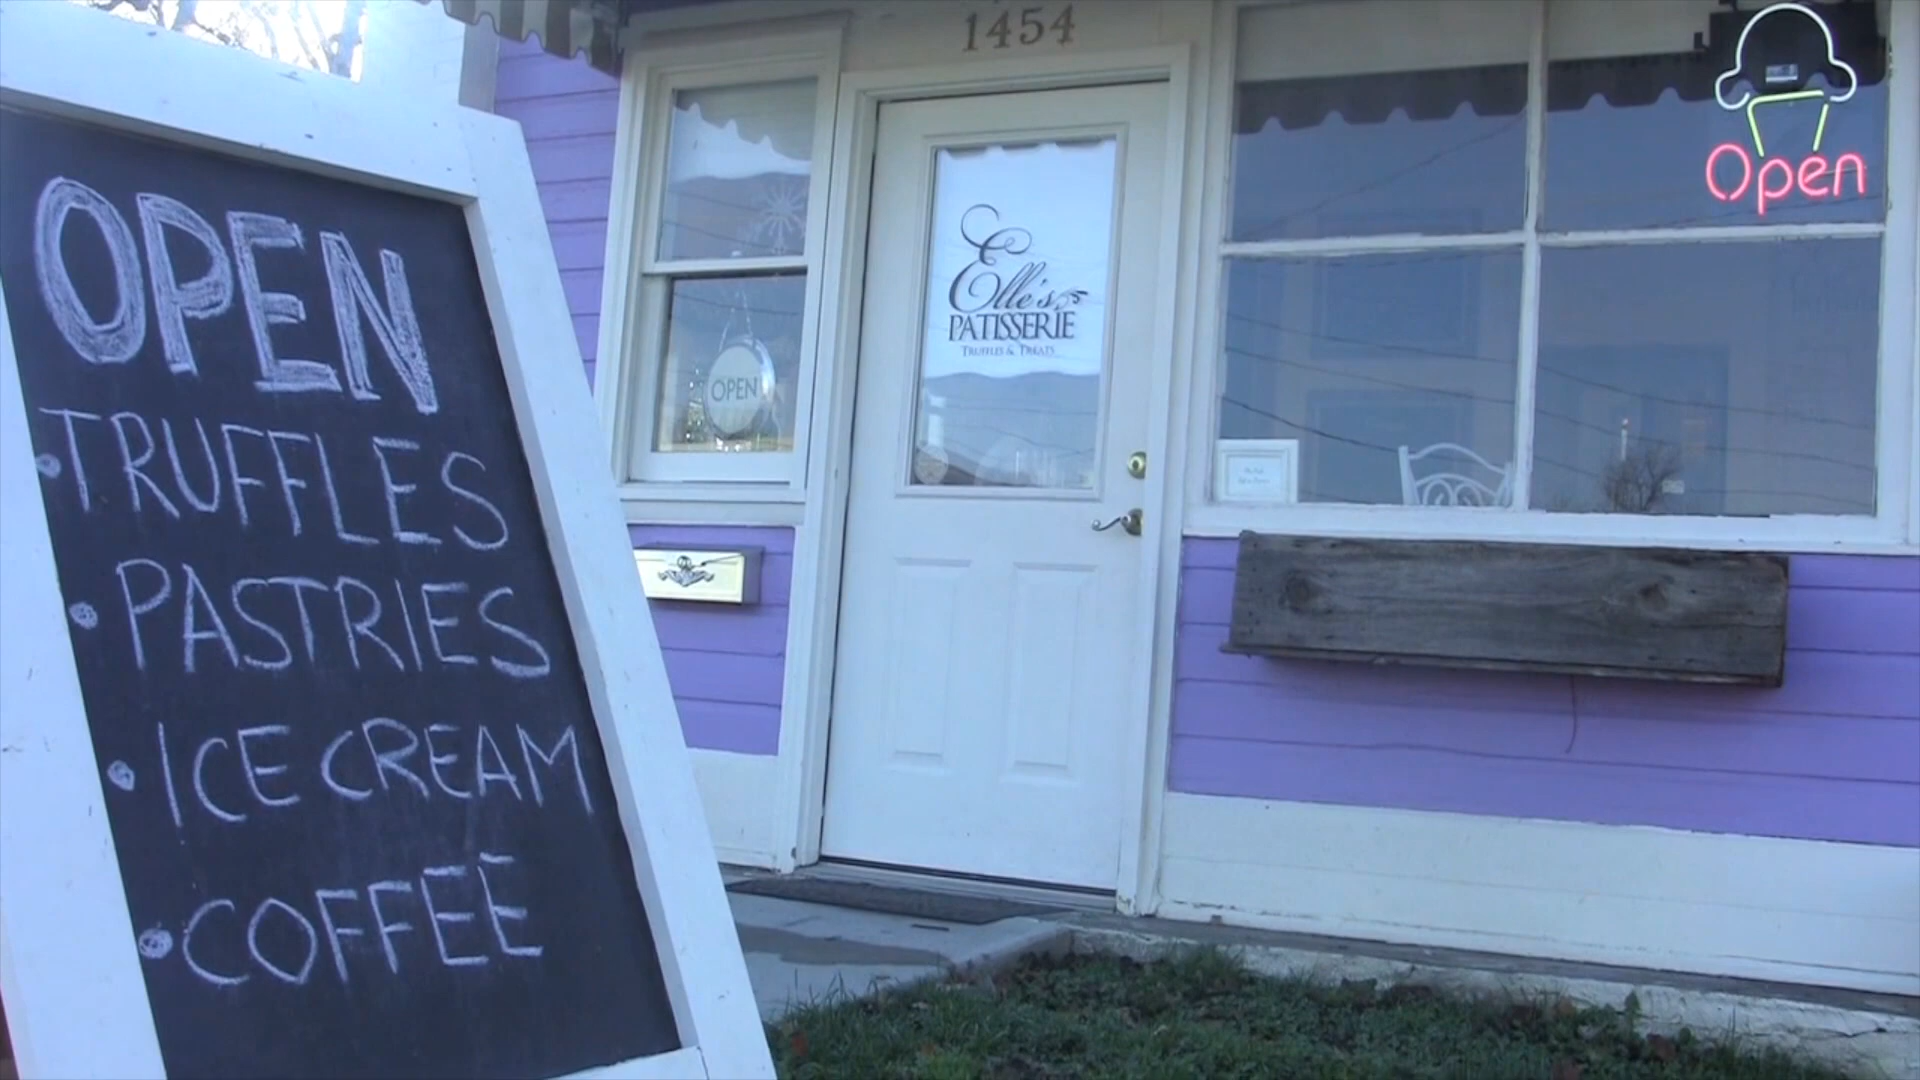 OPEN
• TRUFFLES
• PASTRIES
• ICE CREAM
• COFFEE
1454
OPEN
Elle's
PATISSERIE
TRUFFLES & TREATS
Open